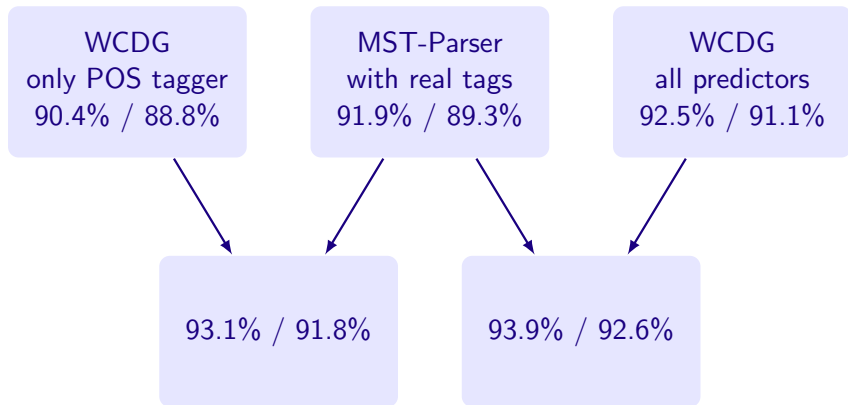 WCDG
only POS tagger
90.4% / 88.8%
MST-Parser
with real tags
91.9% / 89.3%
WCDG
all predictors
92.5% / 91.1%
93.1% / 91.8%
93.9% / 92.6%